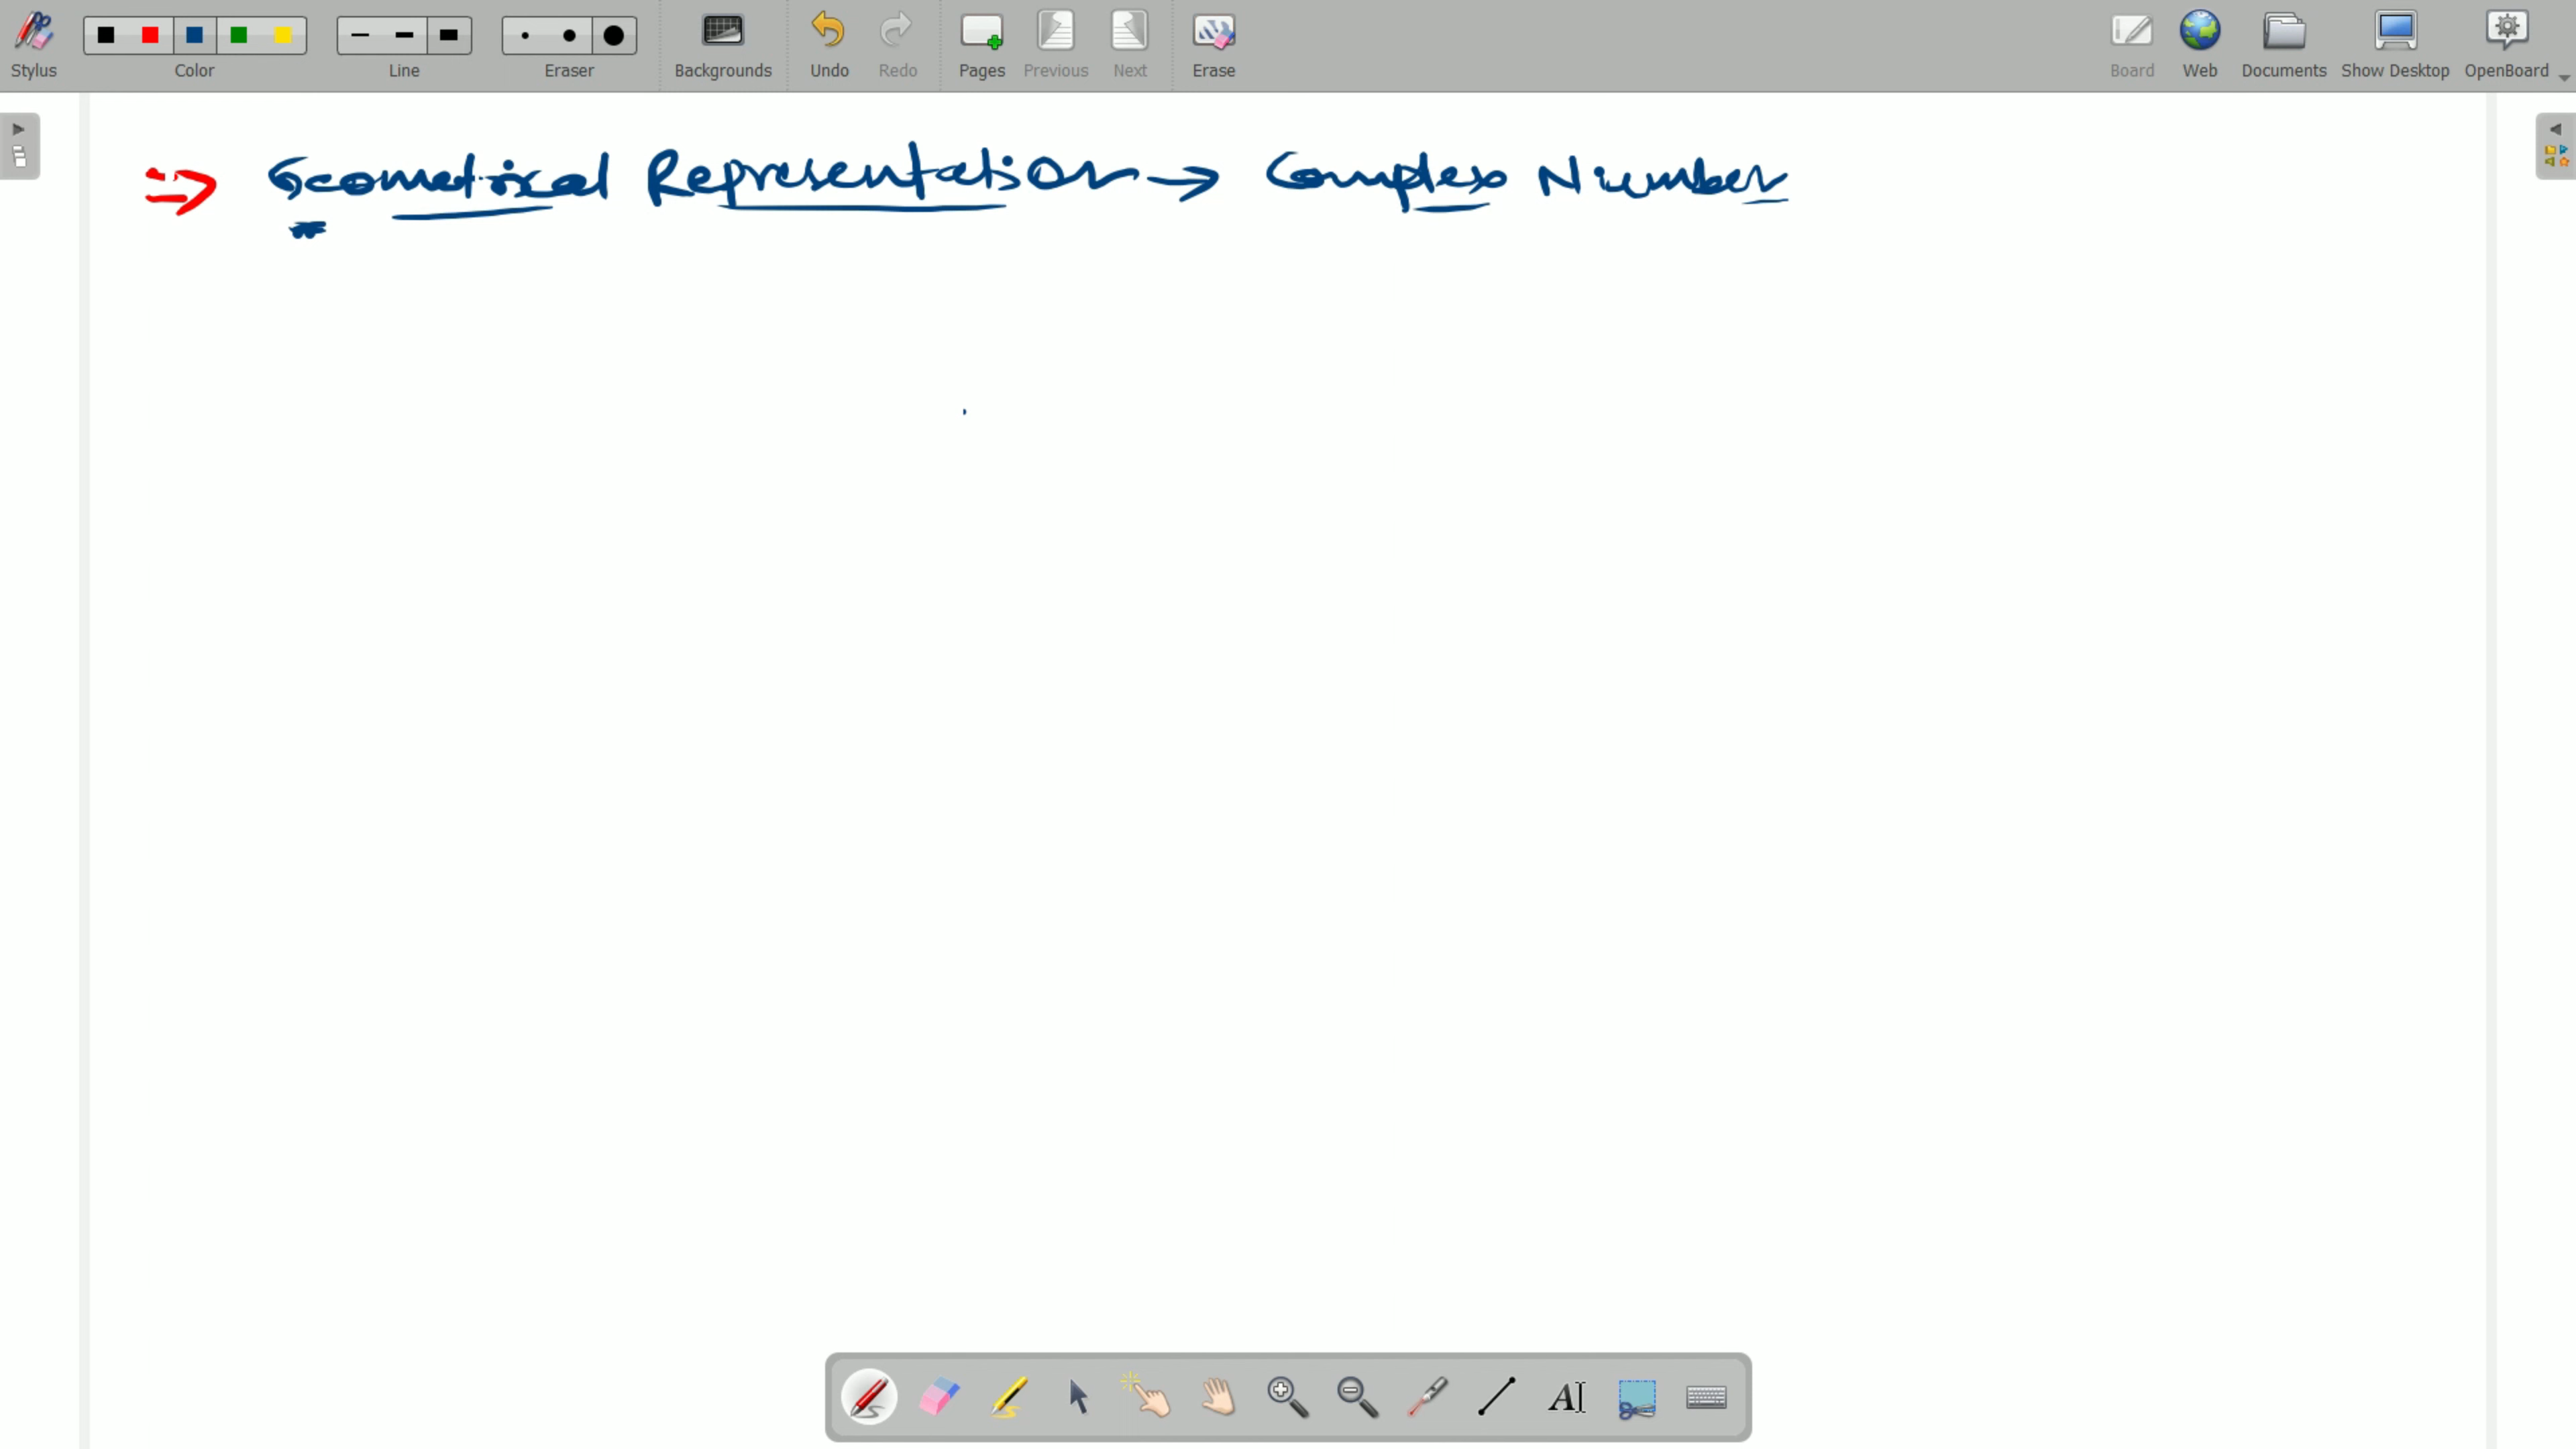 Stylus Color Line Eraser Backgrounds Undo Redo Pages Previous Next Erase Board Web Documents Show Desktop OpenBoard
⇒ Geometrical Representation → Complex Number
AI